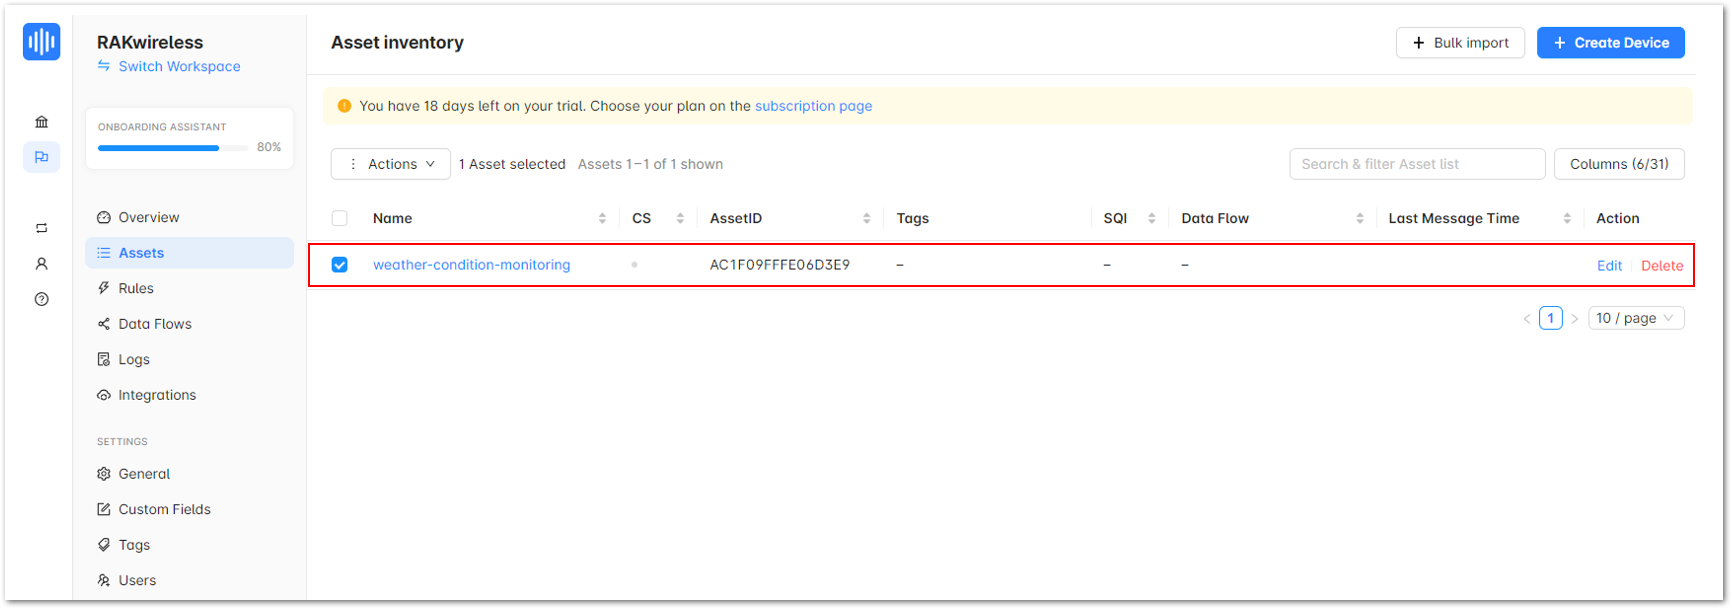 RAKwireless
Switch Workspace
ONBOARDING ASSISTANT
80%
Overview
Assets
Rules
Data Flows
Logs
Integrations
SETTINGS
General
Custom Fields
Tags
Users
Asset inventory
+ Bulk import
+ Create Device
You have 18 days left on your trial. Choose your plan on the subscription page
Actions 1 Asset selected Assets 1–1 of 1 shown
Search & filter Asset list
Columns (6/31)
Name CS AssetID Tags SQI Data Flow Last Message Time Action
weather-condition-monitoring AC1F09FFFE06D3E9 – – – Edit Delete
< 1 > 10 / page